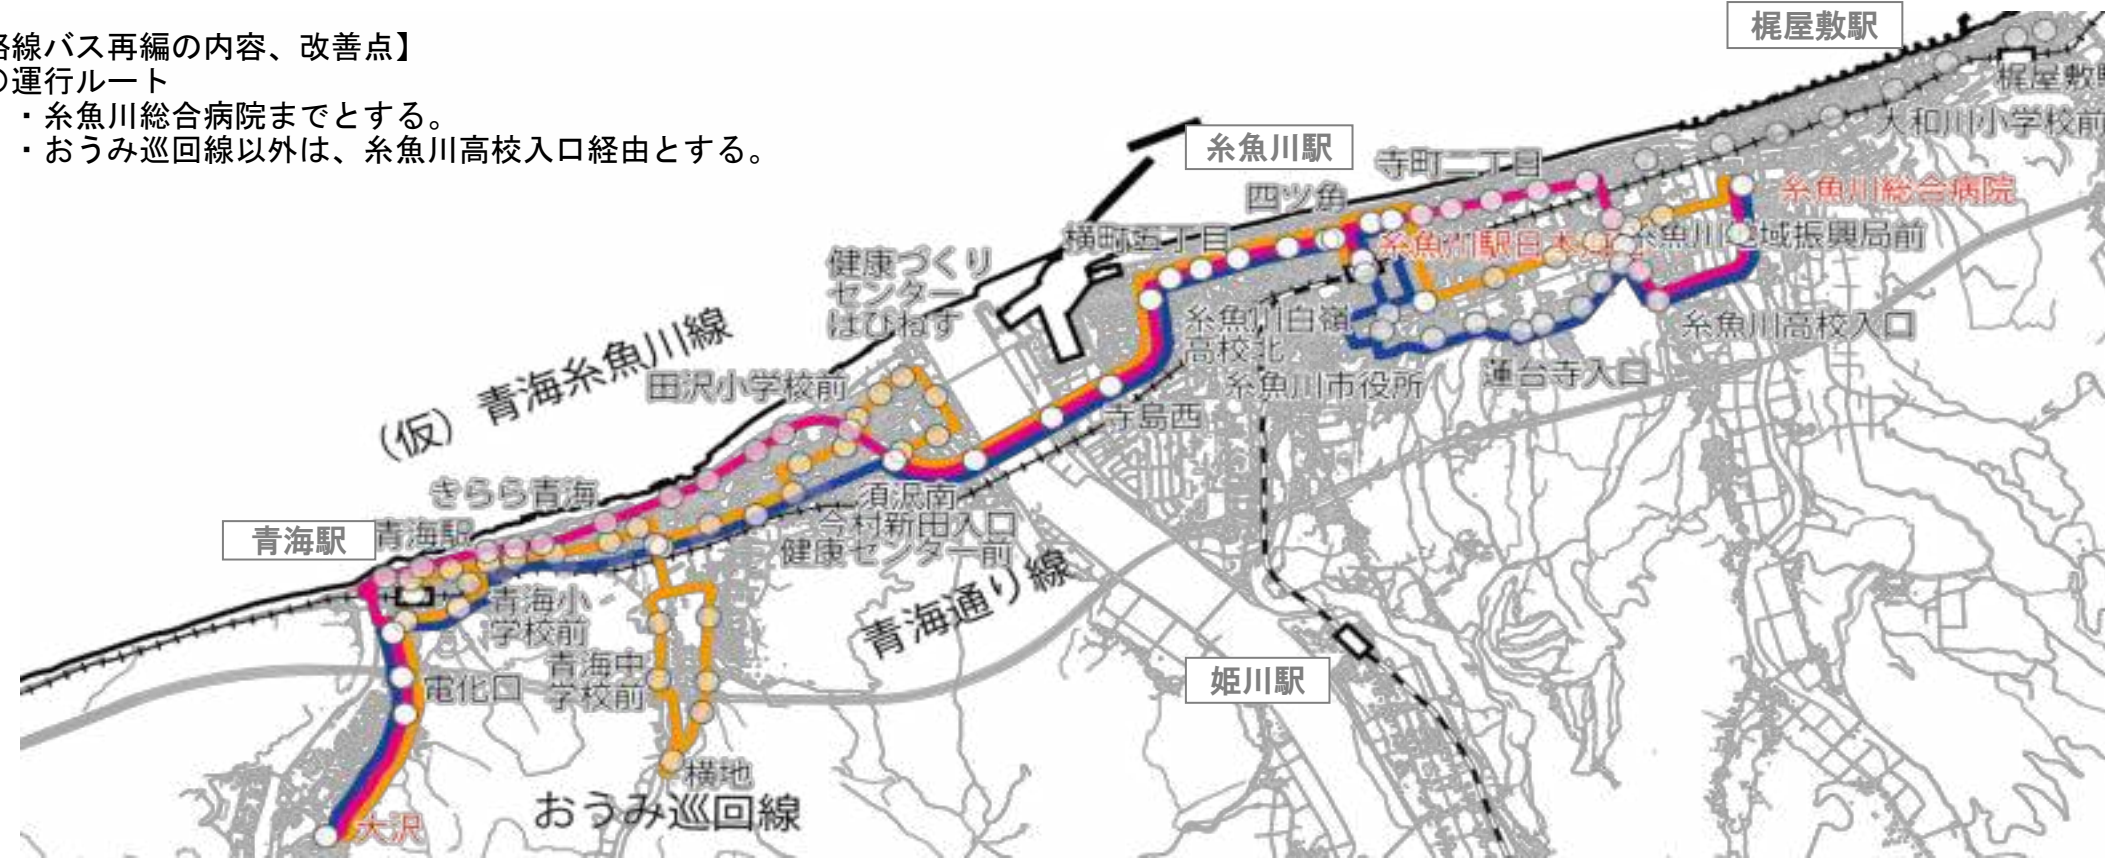 路線バス再編の内容、改善点】
の運行ルート
・糸魚川総合病院までとする。
・おうみ巡回線以外は、糸魚川高校入口経由とする。
梶屋敷駅
梶屋敷駅
大和川小学校前
糸魚川駅
寺町二丁目
四ツ角
糸魚川総合病院
横町五丁目
糸魚川駅日本海口
糸魚川地域振興局前
健康づくり
センター
はぴねす
糸魚川白嶺
高校北
糸魚川高校入口
(仮)青海糸魚川線
田沢小学校前
糸魚川市役所
蓮台寺入口
寺島西
きらら青海
須沢南
今村新田入口
健康センター前
青海駅
青海駅
青海通り線
青海小
学校前
青海中
学校前
電化口
姫川駅
横地
おうみ巡回線
大沢